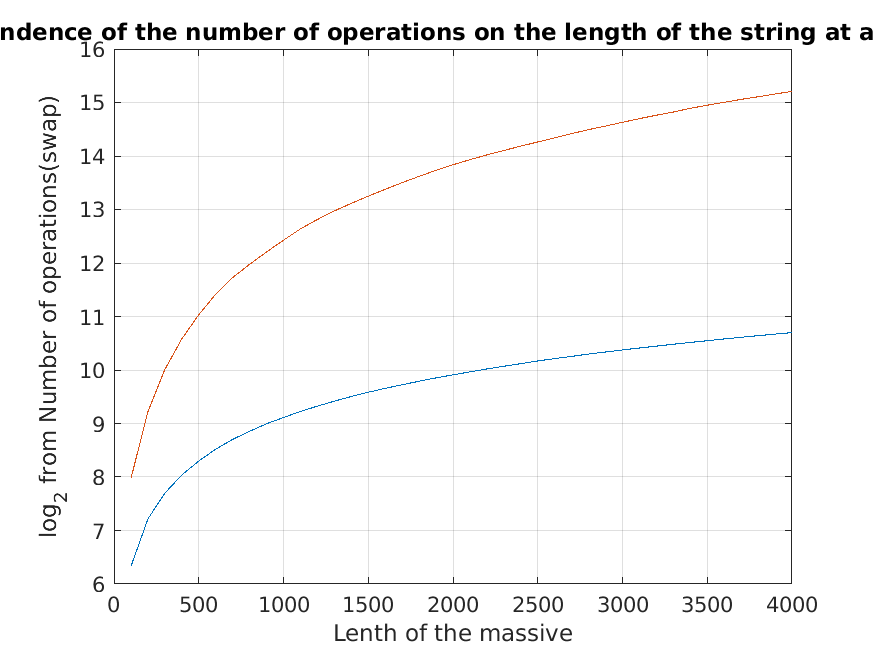 ndence of the number of operations on the length of the string at a
16
15
14
13
12
11
10
9
8
7
6
log2 from Number of operations(swap)
0 500 1000 1500 2000 2500 3000 3500 4000
Lenth of the massive